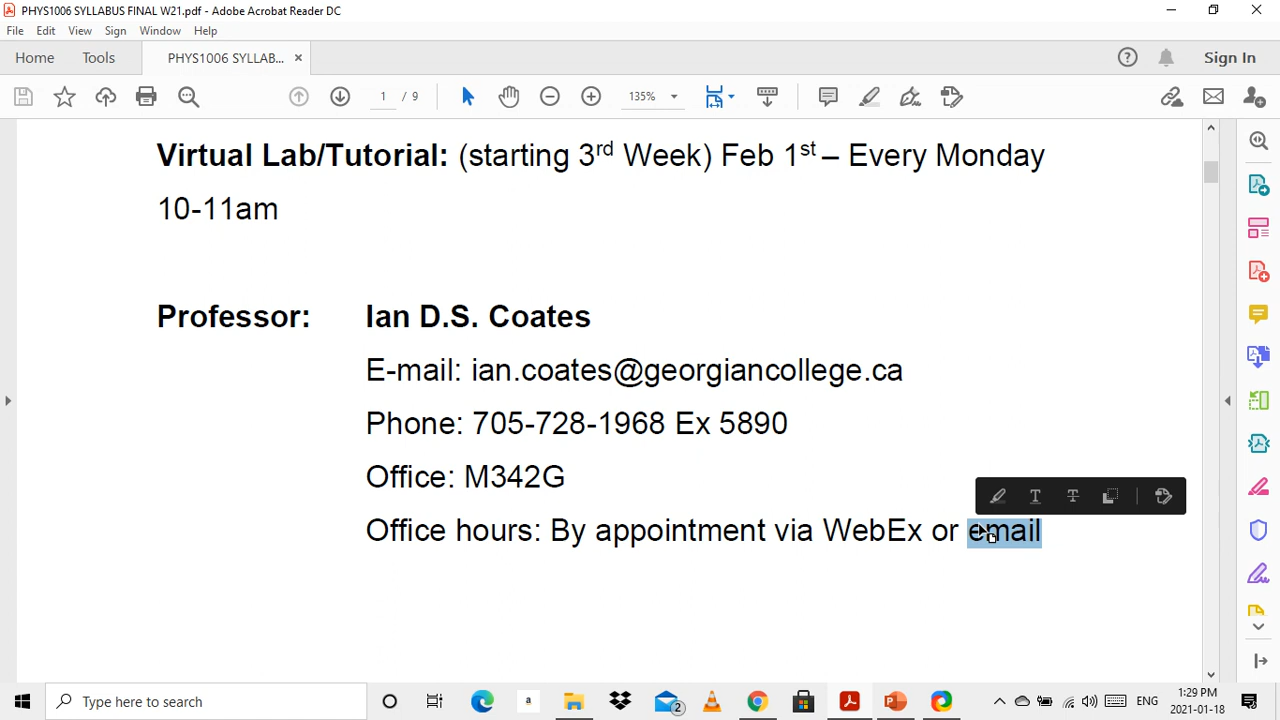 PHYS1006 SYLLABUS FINAL W21.pdf - Adobe Acrobat Reader DC
File Edit View Sign Window Help
Home Tools PHYS1006 SYLLAB... × Sign In
1 / 9 135%
Virtual Lab/Tutorial: (starting 3rd Week) Feb 1st – Every Monday
10-11am
Professor: Ian D.S. Coates
E-mail: ian.coates@georgiancollege.ca
Phone: 705-728-1968 Ex 5890
Office: M342G
Office hours: By appointment via WebEx or email
Type here to search a 2 ENG 1:29 PM
2021-01-18